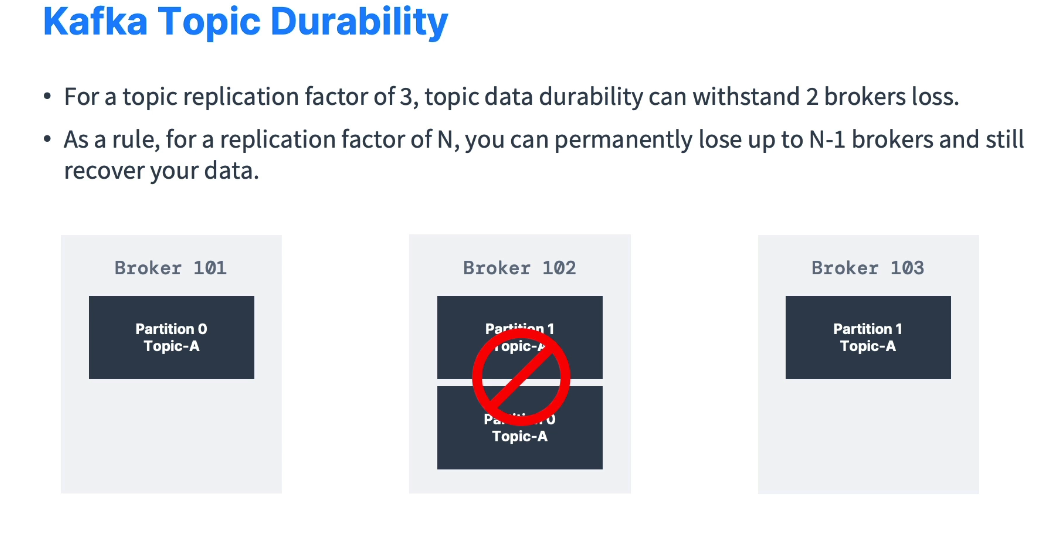 Kafka Topic Durability
• For a topic replication factor of 3, topic data durability can withstand 2 brokers loss.
• As a rule, for a replication factor of N, you can permanently lose up to N-1 brokers and still
recover your data.
Broker 101
Partition 0
Topic-A
Broker 102
Partition 1
Topic-A
Partition 0
Topic-A
Broker 103
Partition 1
Topic-A